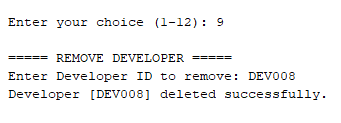 Enter your choice (1-12): 9
===== REMOVE DEVELOPER =====
Enter Developer ID to remove: DEV008
Developer [DEV008] deleted successfully.